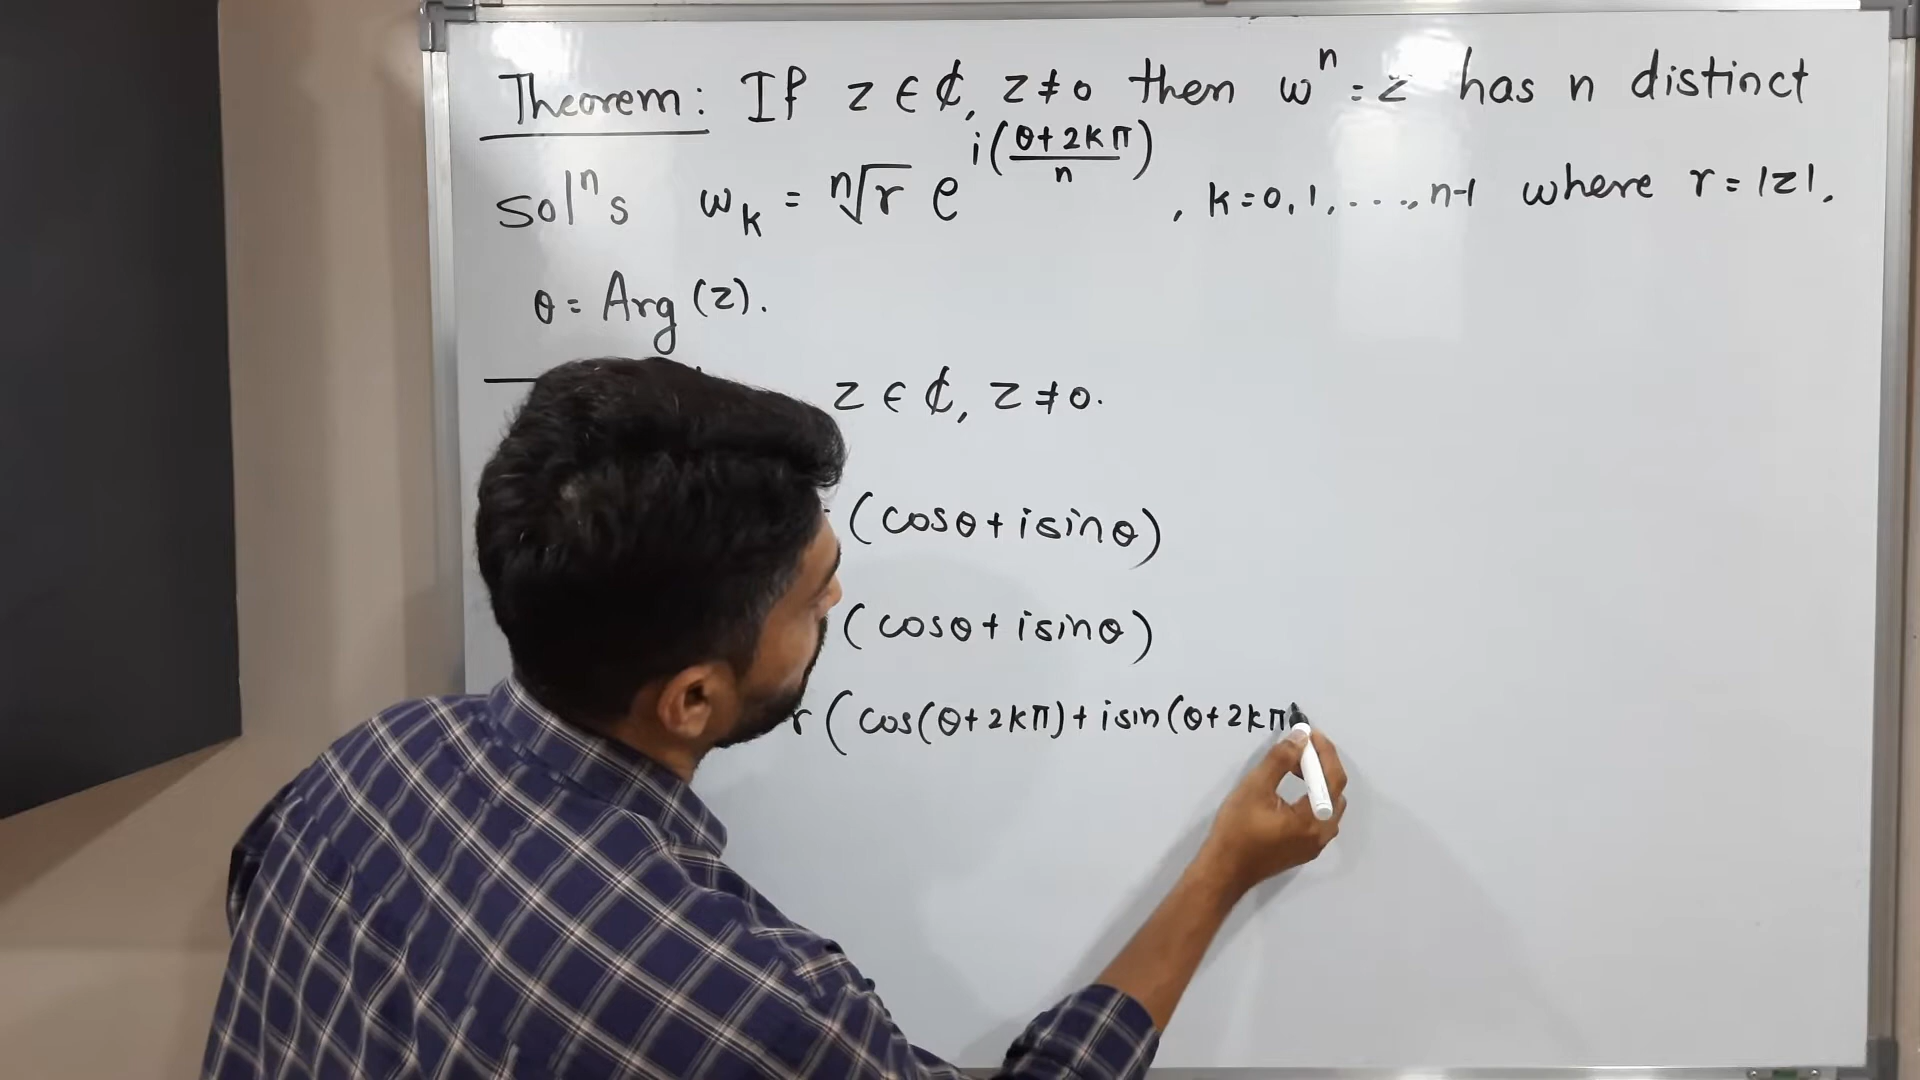 Theorem: If z ∈ ₵, z ≠ 0 then wⁿ = z has n distinct
solⁿs w_k = ⁿ√r e^{i((θ+2kπ)/n)}, k=0,1,...., n-1 where r = |z|,
θ = Arg (z).
z ∈ ₵, z ≠ 0.
(cosθ + isinθ)
(cosθ + isinθ)
r (cos(θ+2kπ) + isin(θ+2kπ